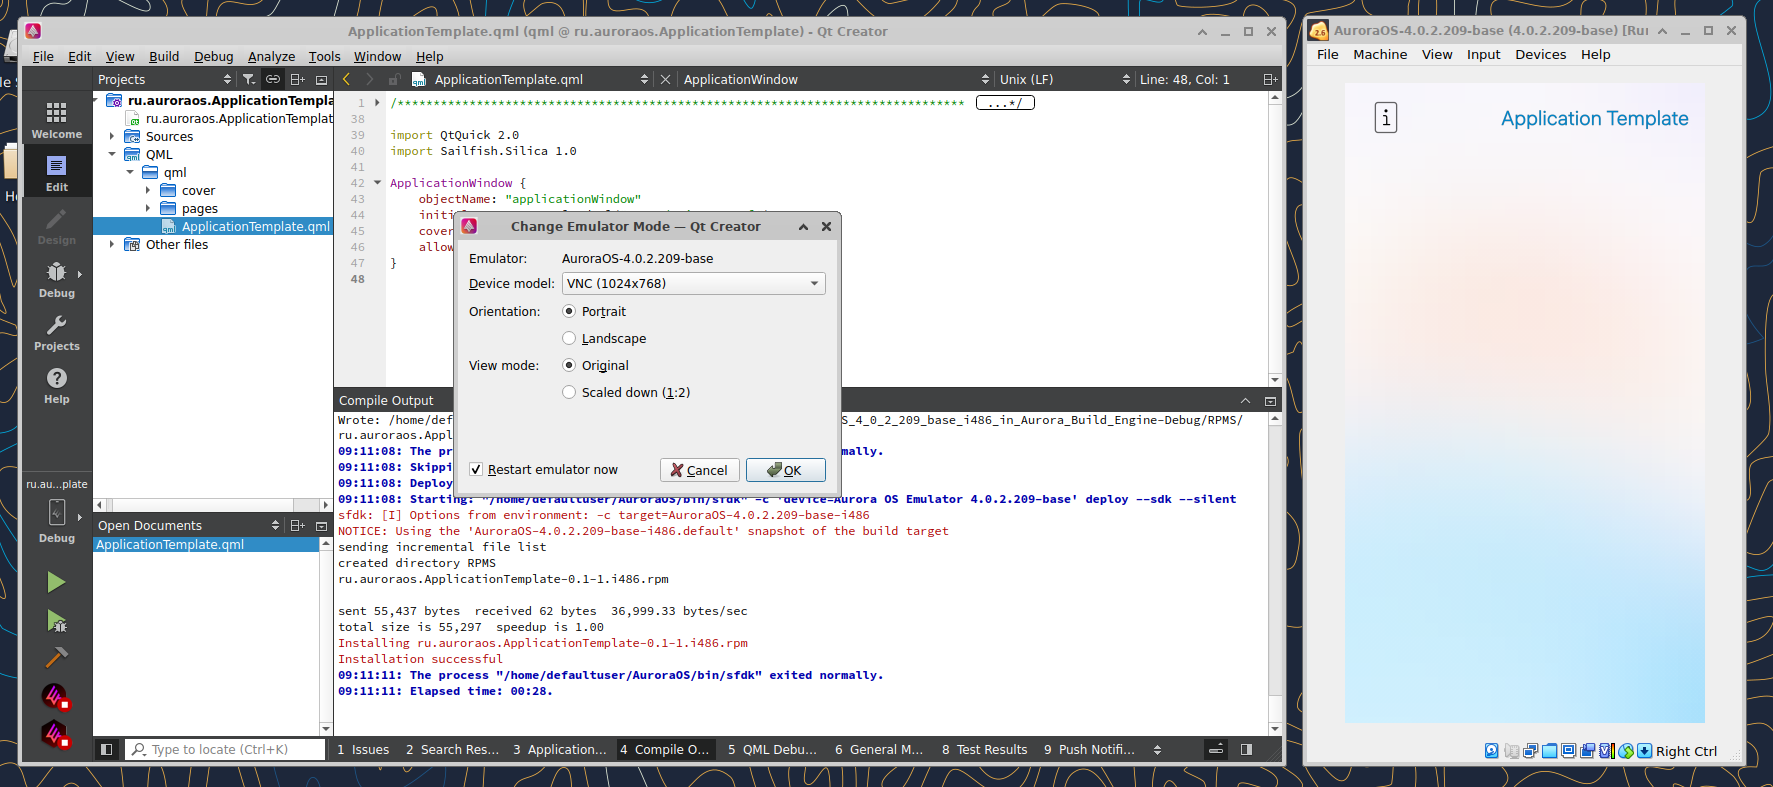 ApplicationTemplate.qml (qml @ ru.auroraos.ApplicationTemplate) - Qt Creator
File Edit View Build Debug Analyze Tools Window Help
Projects
ApplicationTemplate.qml
ApplicationWindow
Unix (LF)
Line: 48, Col: 1
Welcome
Edit
Design
Debug
Projects
Help
ru.au...plate
Debug
ru.auroraos.ApplicationTempla
ru.auroraos.ApplicationTemplat
Sources
QML
qml
cover
pages
ApplicationTemplate.qml
Other files
Open Documents
ApplicationTemplate.qml
1 /******************************************************************************* ...*/
38
39 import QtQuick 2.0
40 import Sailfish.Silica 1.0
41
42 ApplicationWindow {
43 objectName: "applicationWindow"
44 initi
45 cover
46 allow
47 }
48
Change Emulator Mode — Qt Creator
Emulator: AuroraOS-4.0.2.209-base
Device model: VNC (1024x768)
Orientation: Portrait
Landscape
View mode: Original
Scaled down (1:2)
Restart emulator now
Cancel
OK
Compile Output
Wrote: /home/def S_4_0_2_209_base_i486_in_Aurora_Build_Engine-Debug/RPMS/
ru.auroraos.Appl
09:11:08: The pr mally.
09:11:08: Skippi
09:11:08: Deploy
09:11:08: Starting: "/home/defaultuser/AuroraOS/bin/sfdk" -c 'device=Aurora OS Emulator 4.0.2.209-base' deploy --sdk --silent
sfdk: [I] Options from environment: -c target=AuroraOS-4.0.2.209-base-i486
NOTICE: Using the 'AuroraOS-4.0.2.209-base-i486.default' snapshot of the build target
sending incremental file list
created directory RPMS
ru.auroraos.ApplicationTemplate-0.1-1.i486.rpm
sent 55,437 bytes  received 62 bytes  36,999.33 bytes/sec
total size is 55,297  speedup is 1.00
Installing ru.auroraos.ApplicationTemplate-0.1-1.i486.rpm
Installation successful
09:11:11: The process "/home/defaultuser/AuroraOS/bin/sfdk" exited normally.
09:11:11: Elapsed time: 00:28.
Type to locate (Ctrl+K)
1 Issues 2 Search Res... 3 Application... 4 Compile O... 5 QML Debu... 6 General M... 8 Test Results 9 Push Notifi...
AuroraOS-4.0.2.209-base (4.0.2.209-base) [Ru
File Machine View Input Devices Help
i
Application Template
Right Ctrl